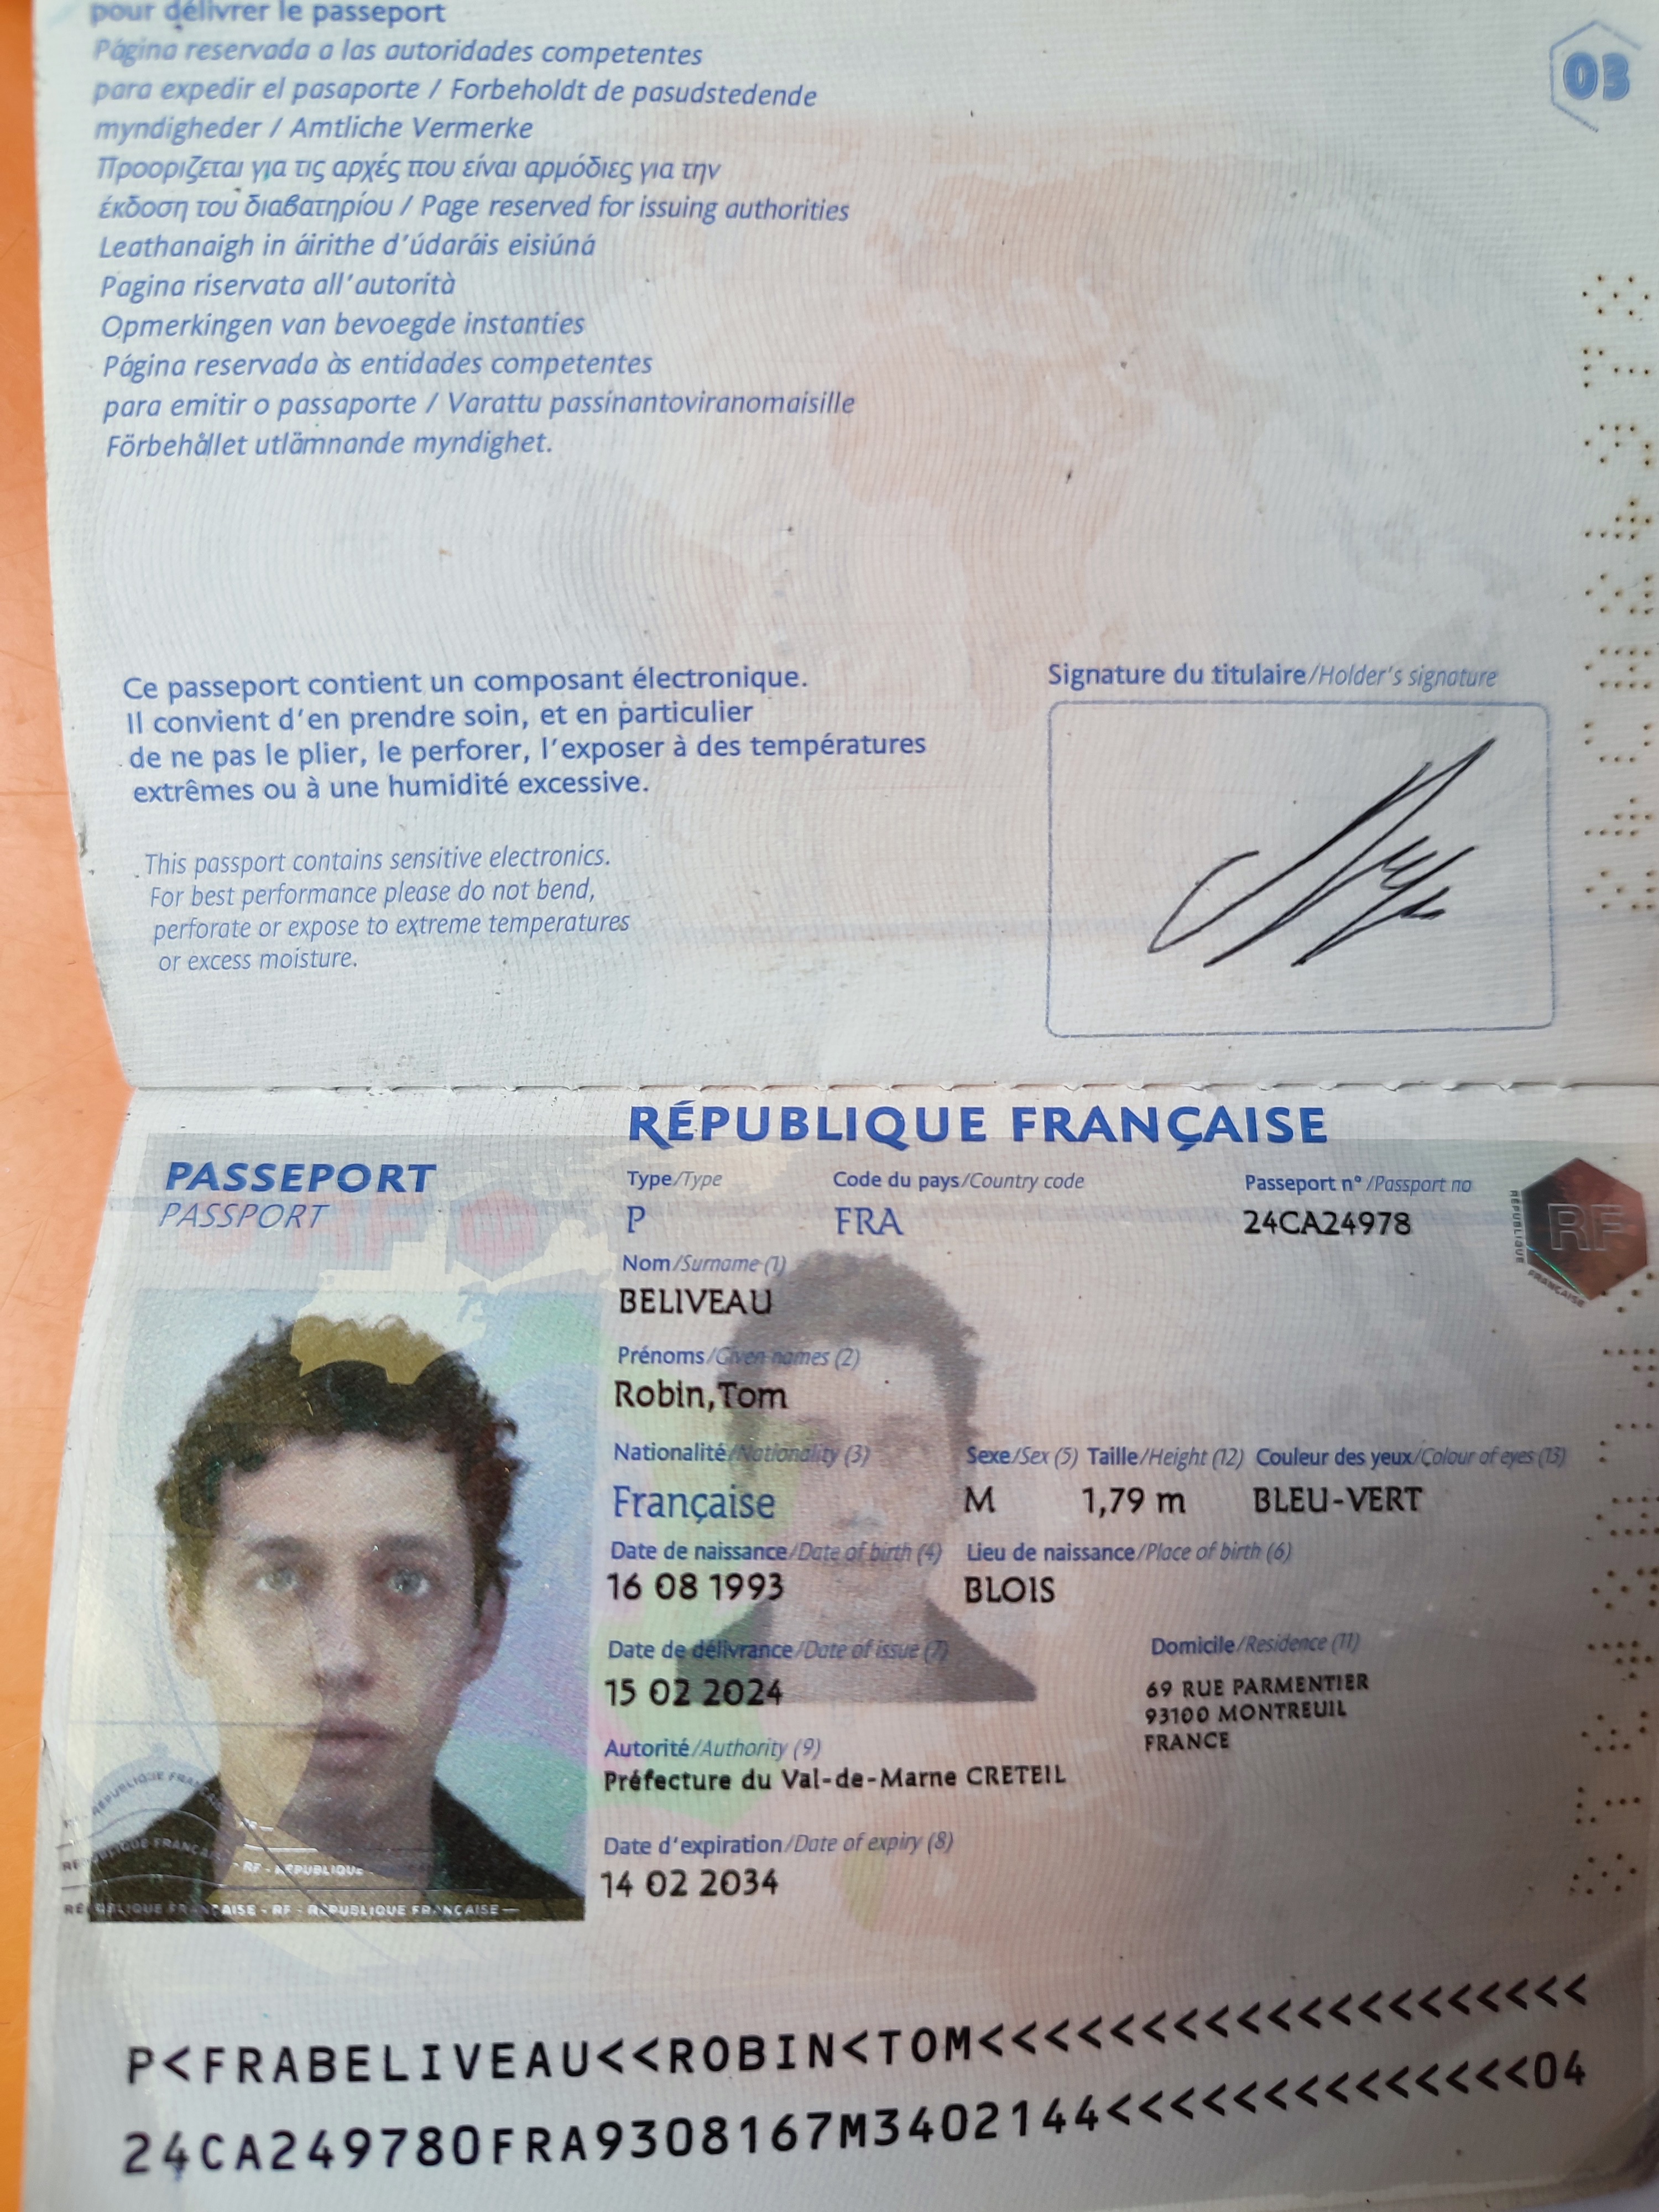 pour délivrer le passeport
Página reservada a las autoridades competentes
para expedir el pasaporte / Forbeholdt de pasudstedende
myndigheder / Amtliche Vermerke
Προοριζεται για τις αρχές που είναι αρμόδιες για την
έκδοση του διαβατηρίου / Page reserved for issuing authorities
Leathanaigh in áirithe d'údaráis eisiúná
Pagina riservata all'autorità
Opmerkingen van bevoegde instanties
Página reservada às entidades competentes
para emitir o passaporte / Varattu passinantoviranomaisille
Förbehållet utlämnande myndighet.
03
Ce passeport contient un composant électronique.
Il convient d'en prendre soin, et en particulier
de ne pas le plier, le perforer, l'exposer à des températures
extrêmes ou à une humidité excessive.
This passport contains sensitive electronics.
For best performance please do not bend,
perforate or expose to extreme temperatures
or excess moisture.
Signature du titulaire/Holder's signature
RÉPUBLIQUE FRANÇAISE
PASSEPORT
PASSPORT
Type/Type Code du pays/Country code Passeport n° /Passport no
P FRA 24CA24978
RF
RÉPUBLIQUE
FRANÇAISE
Nom/Surname (1)
BELIVEAU
Prénoms/Given names (2)
Robin,Tom
Nationalité/Nationality (3) Sexe/Sex (5) Taille/Height (12) Couleur des yeux/Colour of eyes (13)
Française M 1,79 m BLEU-VERT
Date de naissance/Date of birth (4) Lieu de naissance/Place of birth (6)
16 08 1993 BLOIS
Date de délivrance/Date of issue (7) Domicile/Residence (11)
15 02 2024 69 RUE PARMENTIER
93100 MONTREUIL
FRANCE
Autorité/Authority (9)
Préfecture du Val-de-Marne CRETEIL
Date d'expiration/Date of expiry (8)
14 02 2034
RF - RÉPUBLIQUE
RÉPUBLIQUE FRANÇAISE - RF - RÉPUBLIQUE FRANÇAISE
P<FRABELIVEAU<<ROBIN<TOM<<<<<<<<<<<<<<<<<<<<
24CA249780FRA9308167M3402144<<<<<<<<<<<<<<04